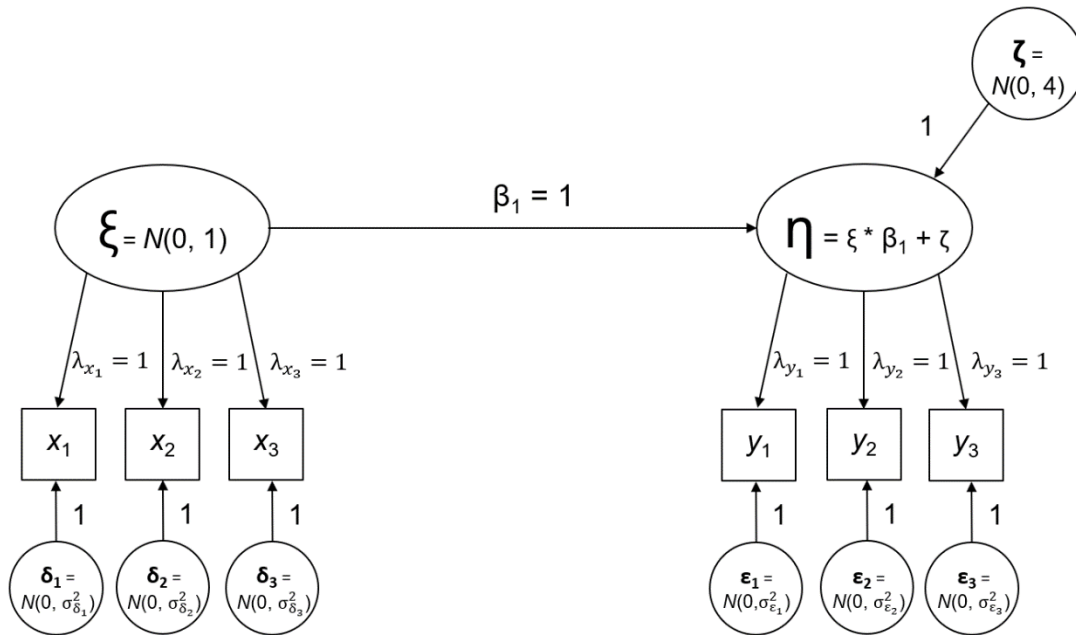 ζ =
N(0, 4)
1
β₁ = 1
ξ = N(0, 1)
η = ξ * β₁ + ζ
λₓ₁ = 1 λₓ₂ = 1 λₓ₃ = 1
λy₁ = 1 λy₂ = 1 λy₃ = 1
x₁ x₂ x₃
y₁ y₂ y₃
1 1 1
1 1 1
δ₁ =
N(0, σ²δ₁)
δ₂ =
N(0, σ²δ₂)
δ₃ =
N(0, σ²δ₃)
ε₁ =
N(0,σ²ε₁)
ε₂ =
N(0, σ²ε₂)
ε₃ =
N(0, σ²ε₃)